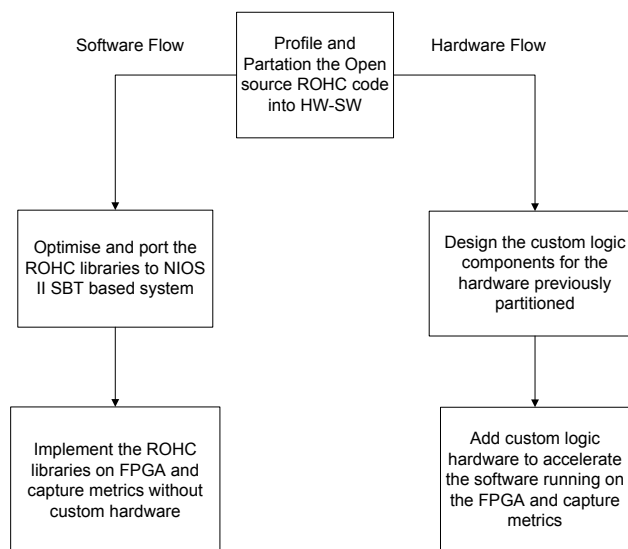 Software Flow
Profile and
Partation the Open
source ROHC code
into HW-SW
Hardware Flow
Optimise and port the
ROHC libraries to NIOS
II SBT based system
Design the custom logic
components for the
hardware previously
partitioned
Implement the ROHC
libraries on FPGA and
capture metrics without
custom hardware
Add custom logic
hardware to accelerate
the software running on
the FPGA and capture
metrics